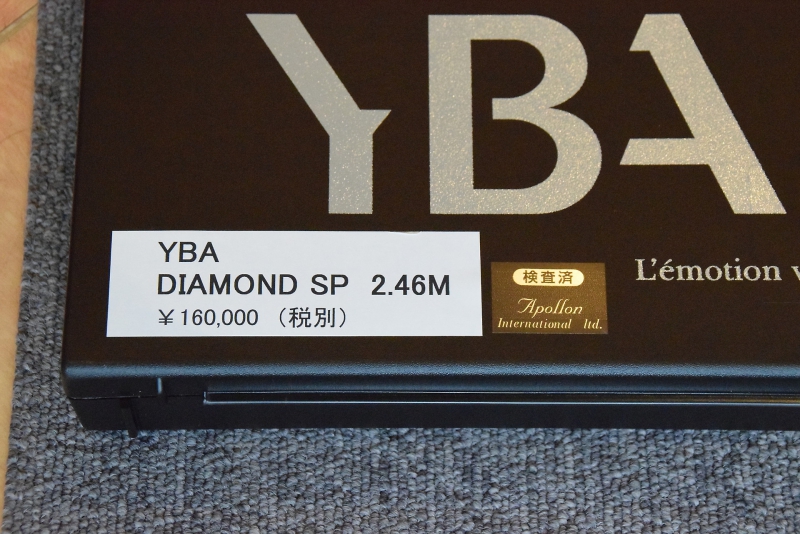 YBA
YBA
DIAMOND SP 2.46M
￥160,000 （税別）
検査済
Apollon
International ltd.
L'émotion